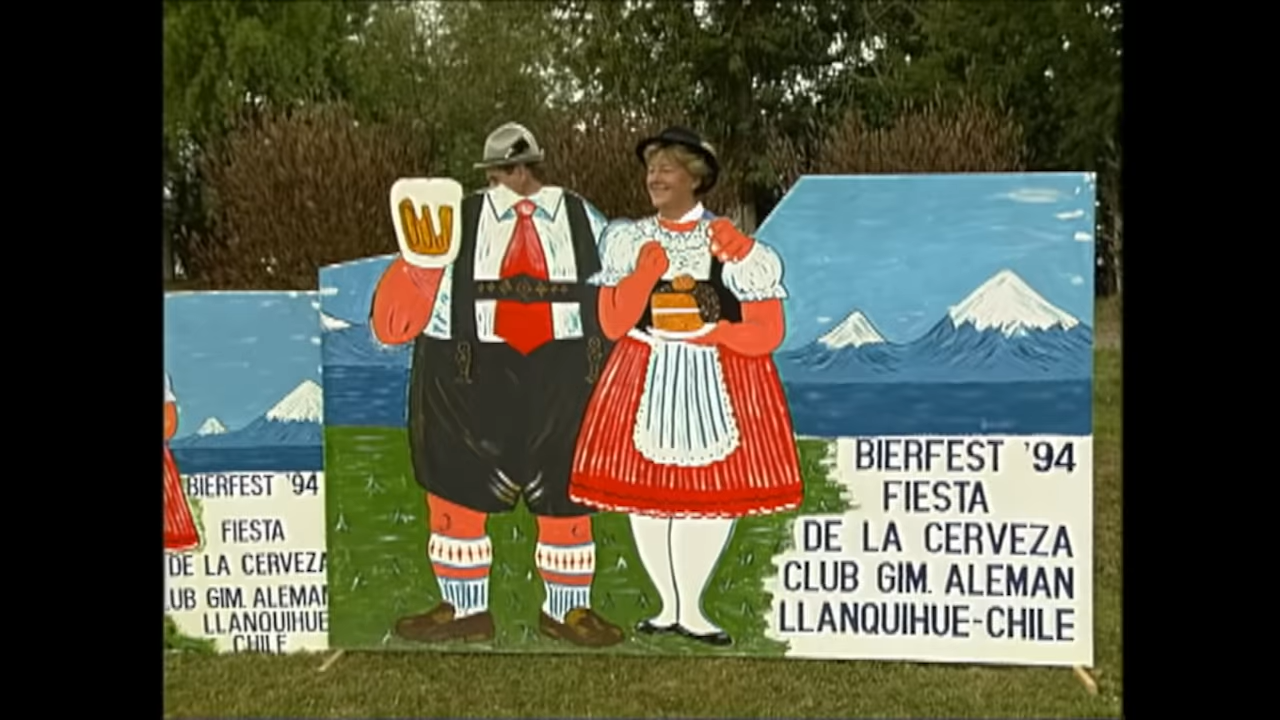 BIERFEST '94
FIESTA
DE LA CERVEZA
CLUB GIM. ALEMAN
LLANQUIHUE-CHILE
BIERFEST '94
FIESTA
DE LA CERVEZA
UB GIM. ALEMAN
LLANQUIHUE
CHILE